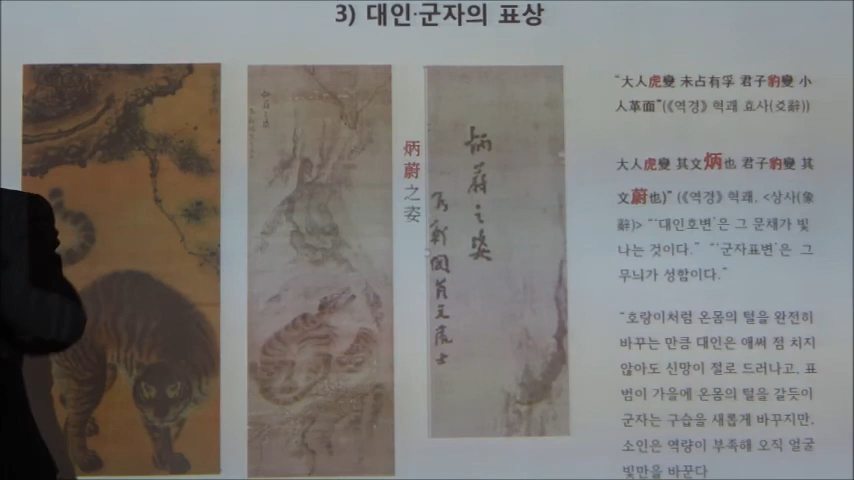 3) 대인·군자의 표상
炳蔚之姿
炳蔚之姿
"大人虎變 未占有孚 君子豹變 小
人革面"(《역경》 혁괘 효사(爻辭))
大人虎變 其文炳也 君子豹變 其
文蔚也)" (《역경》 혁괘, <상사(象
辭)> "'대인호변'은 그 문채가 빛
나는 것이다." "'군자표변'은 그
무늬가 성함이다."
"호랑이처럼 온몸의 털을 완전히
바꾸는 만큼 대인은 애써 점 치지
않아도 신망이 절로 드러나고, 표
범이 가을에 온몸의 털을 갈듯이
군자는 구습을 새롭게 바꾸지만,
소인은 역량이 부족해 오직 얼굴
빛만을 바꾼다